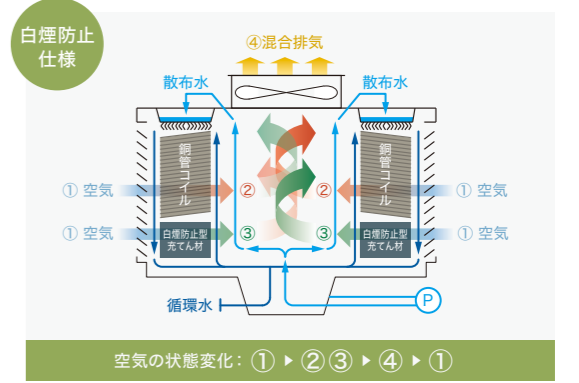 白煙防止
仕様
④混合排気
散布水
散布水
銅管コイル
銅管コイル
① 空気
②
②
① 空気
① 空気
③
③
① 空気
白煙防止型
充てん材
白煙防止型
充てん材
循環水
P
空気の状態変化：①▶②③▶④▶①